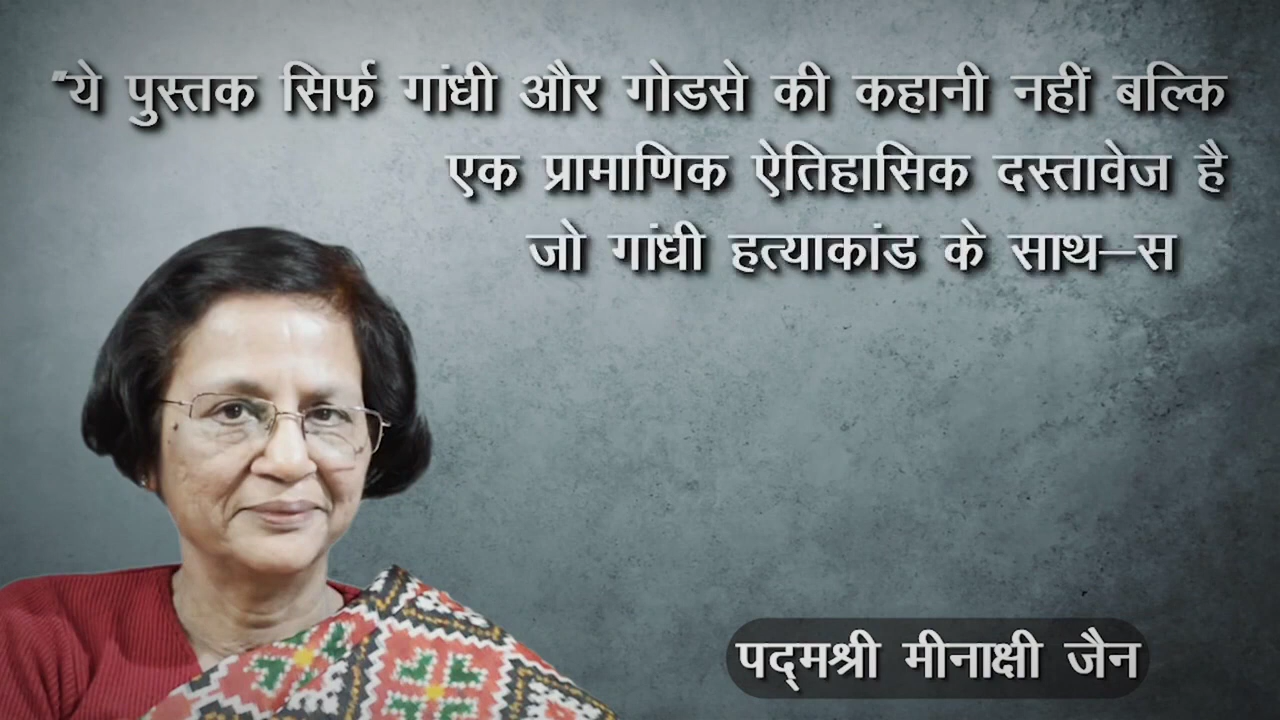 "ये पुस्तक सिर्फ गांधी और गोडसे की कहानी नहीं बल्कि
एक प्रामाणिक ऐतिहासिक दस्तावेज है
जो गांधी हत्याकांड के साथ–स
पद्मश्री मीनाक्षी जैन